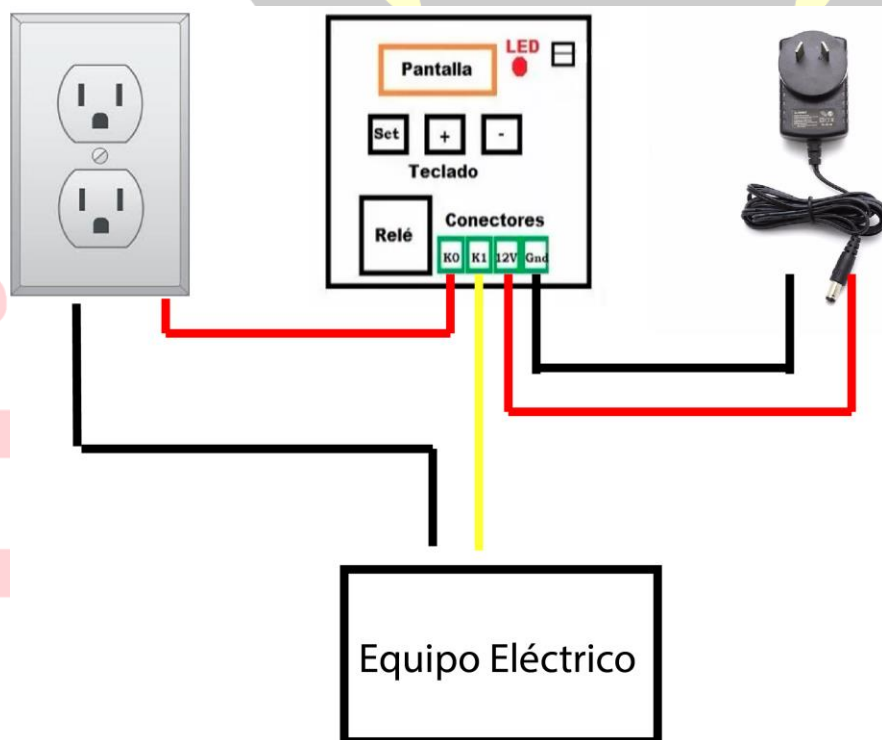 LED
Pantalla
Set + -
Teclado
Relé
Conectores
K0 K1 12V Gnd
Equipo Eléctrico